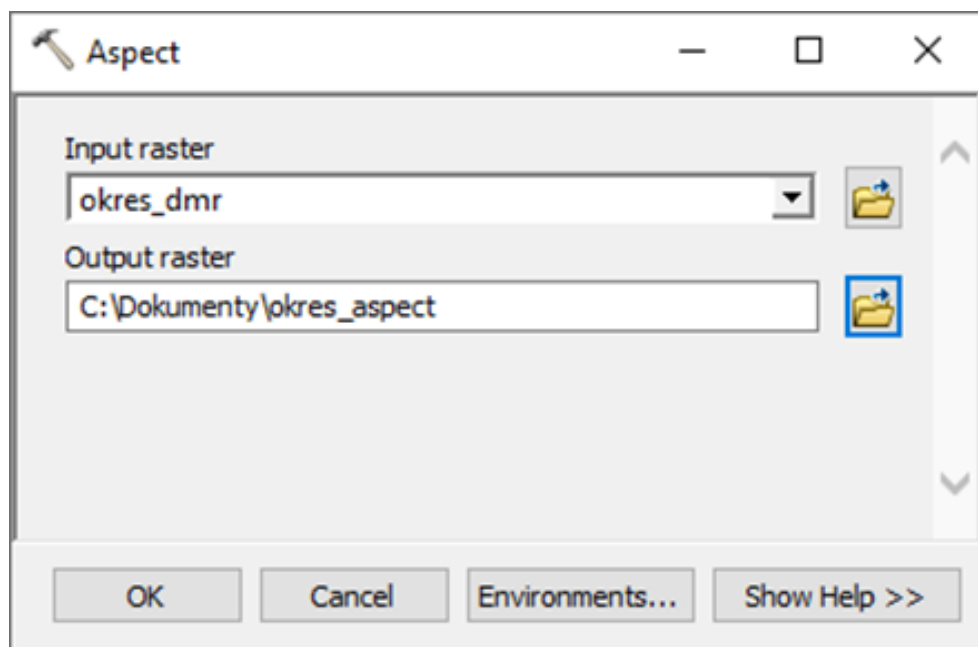 Aspect
Input raster
okres_dmr
Output raster
C:\Dokumenty\okres_aspect
OK Cancel Environments... Show Help >>